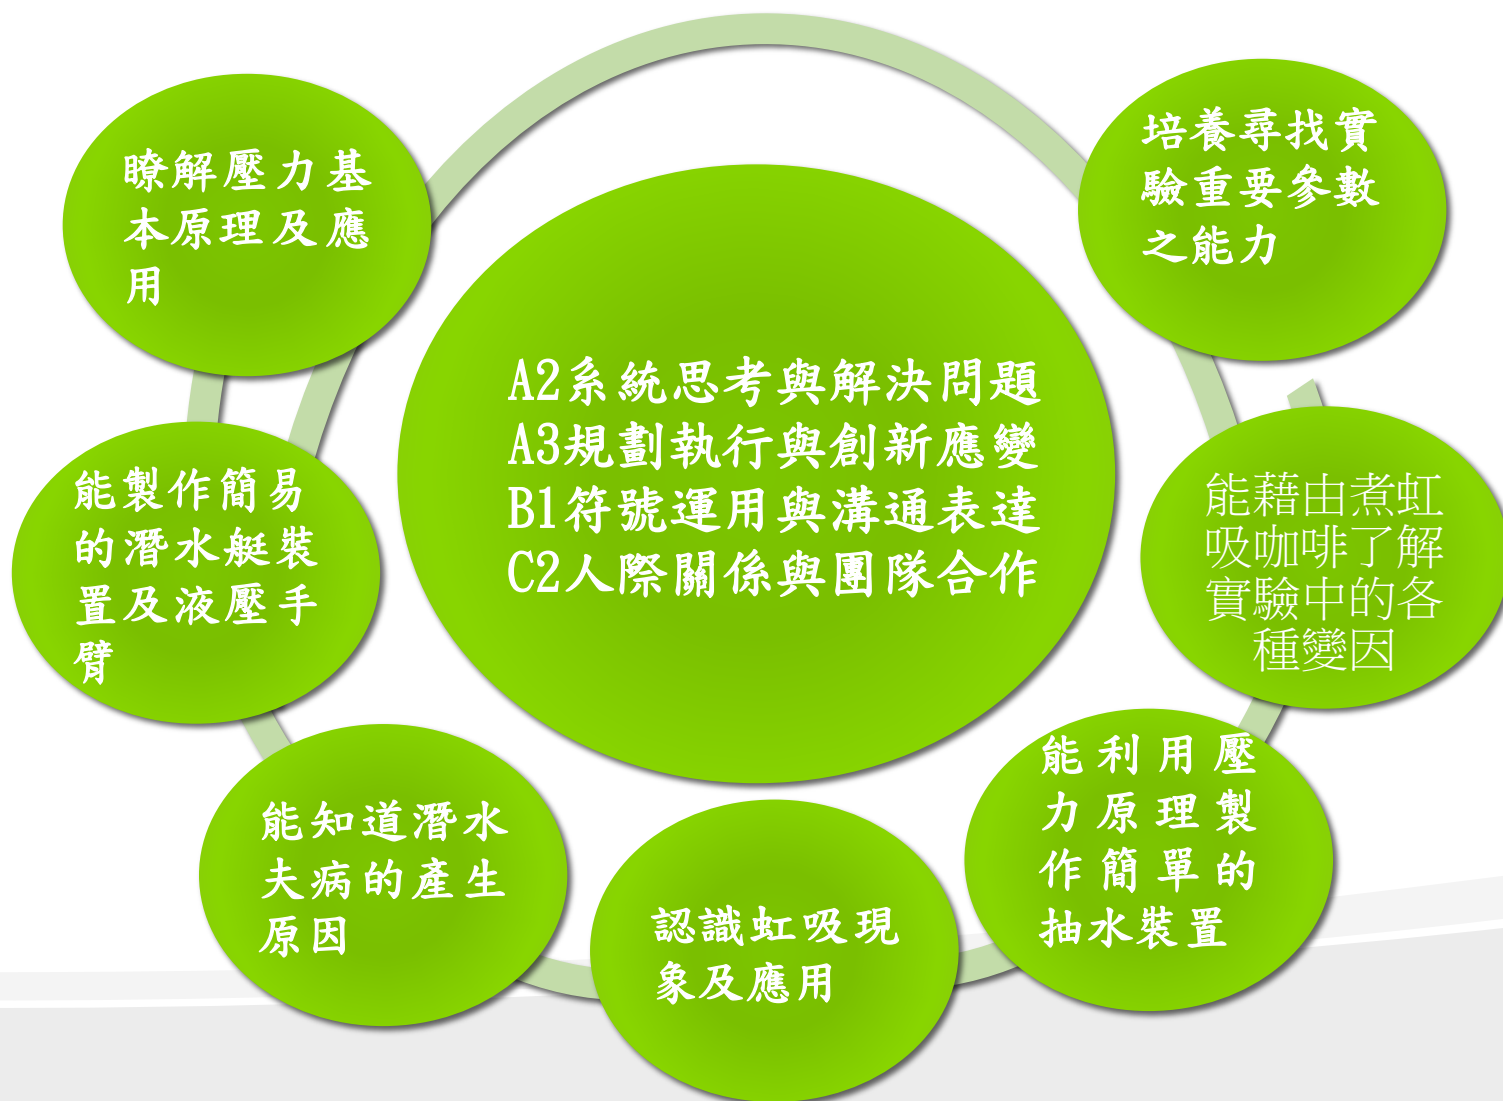 瞭解壓力基
本原理及應
用
培養尋找實
驗重要參數
之能力
A2系統思考與解決問題
A3規劃執行與創新應變
B1符號運用與溝通表達
C2人際關係與團隊合作
能製作簡易
的潛水艇裝
置及液壓手
臂
能藉由煮虹
吸咖啡了解
實驗中的各
種變因
能知道潛水
夫病的產生
原因
認識虹吸現
象及應用
能利用壓
力原理製
作簡單的
抽水裝置